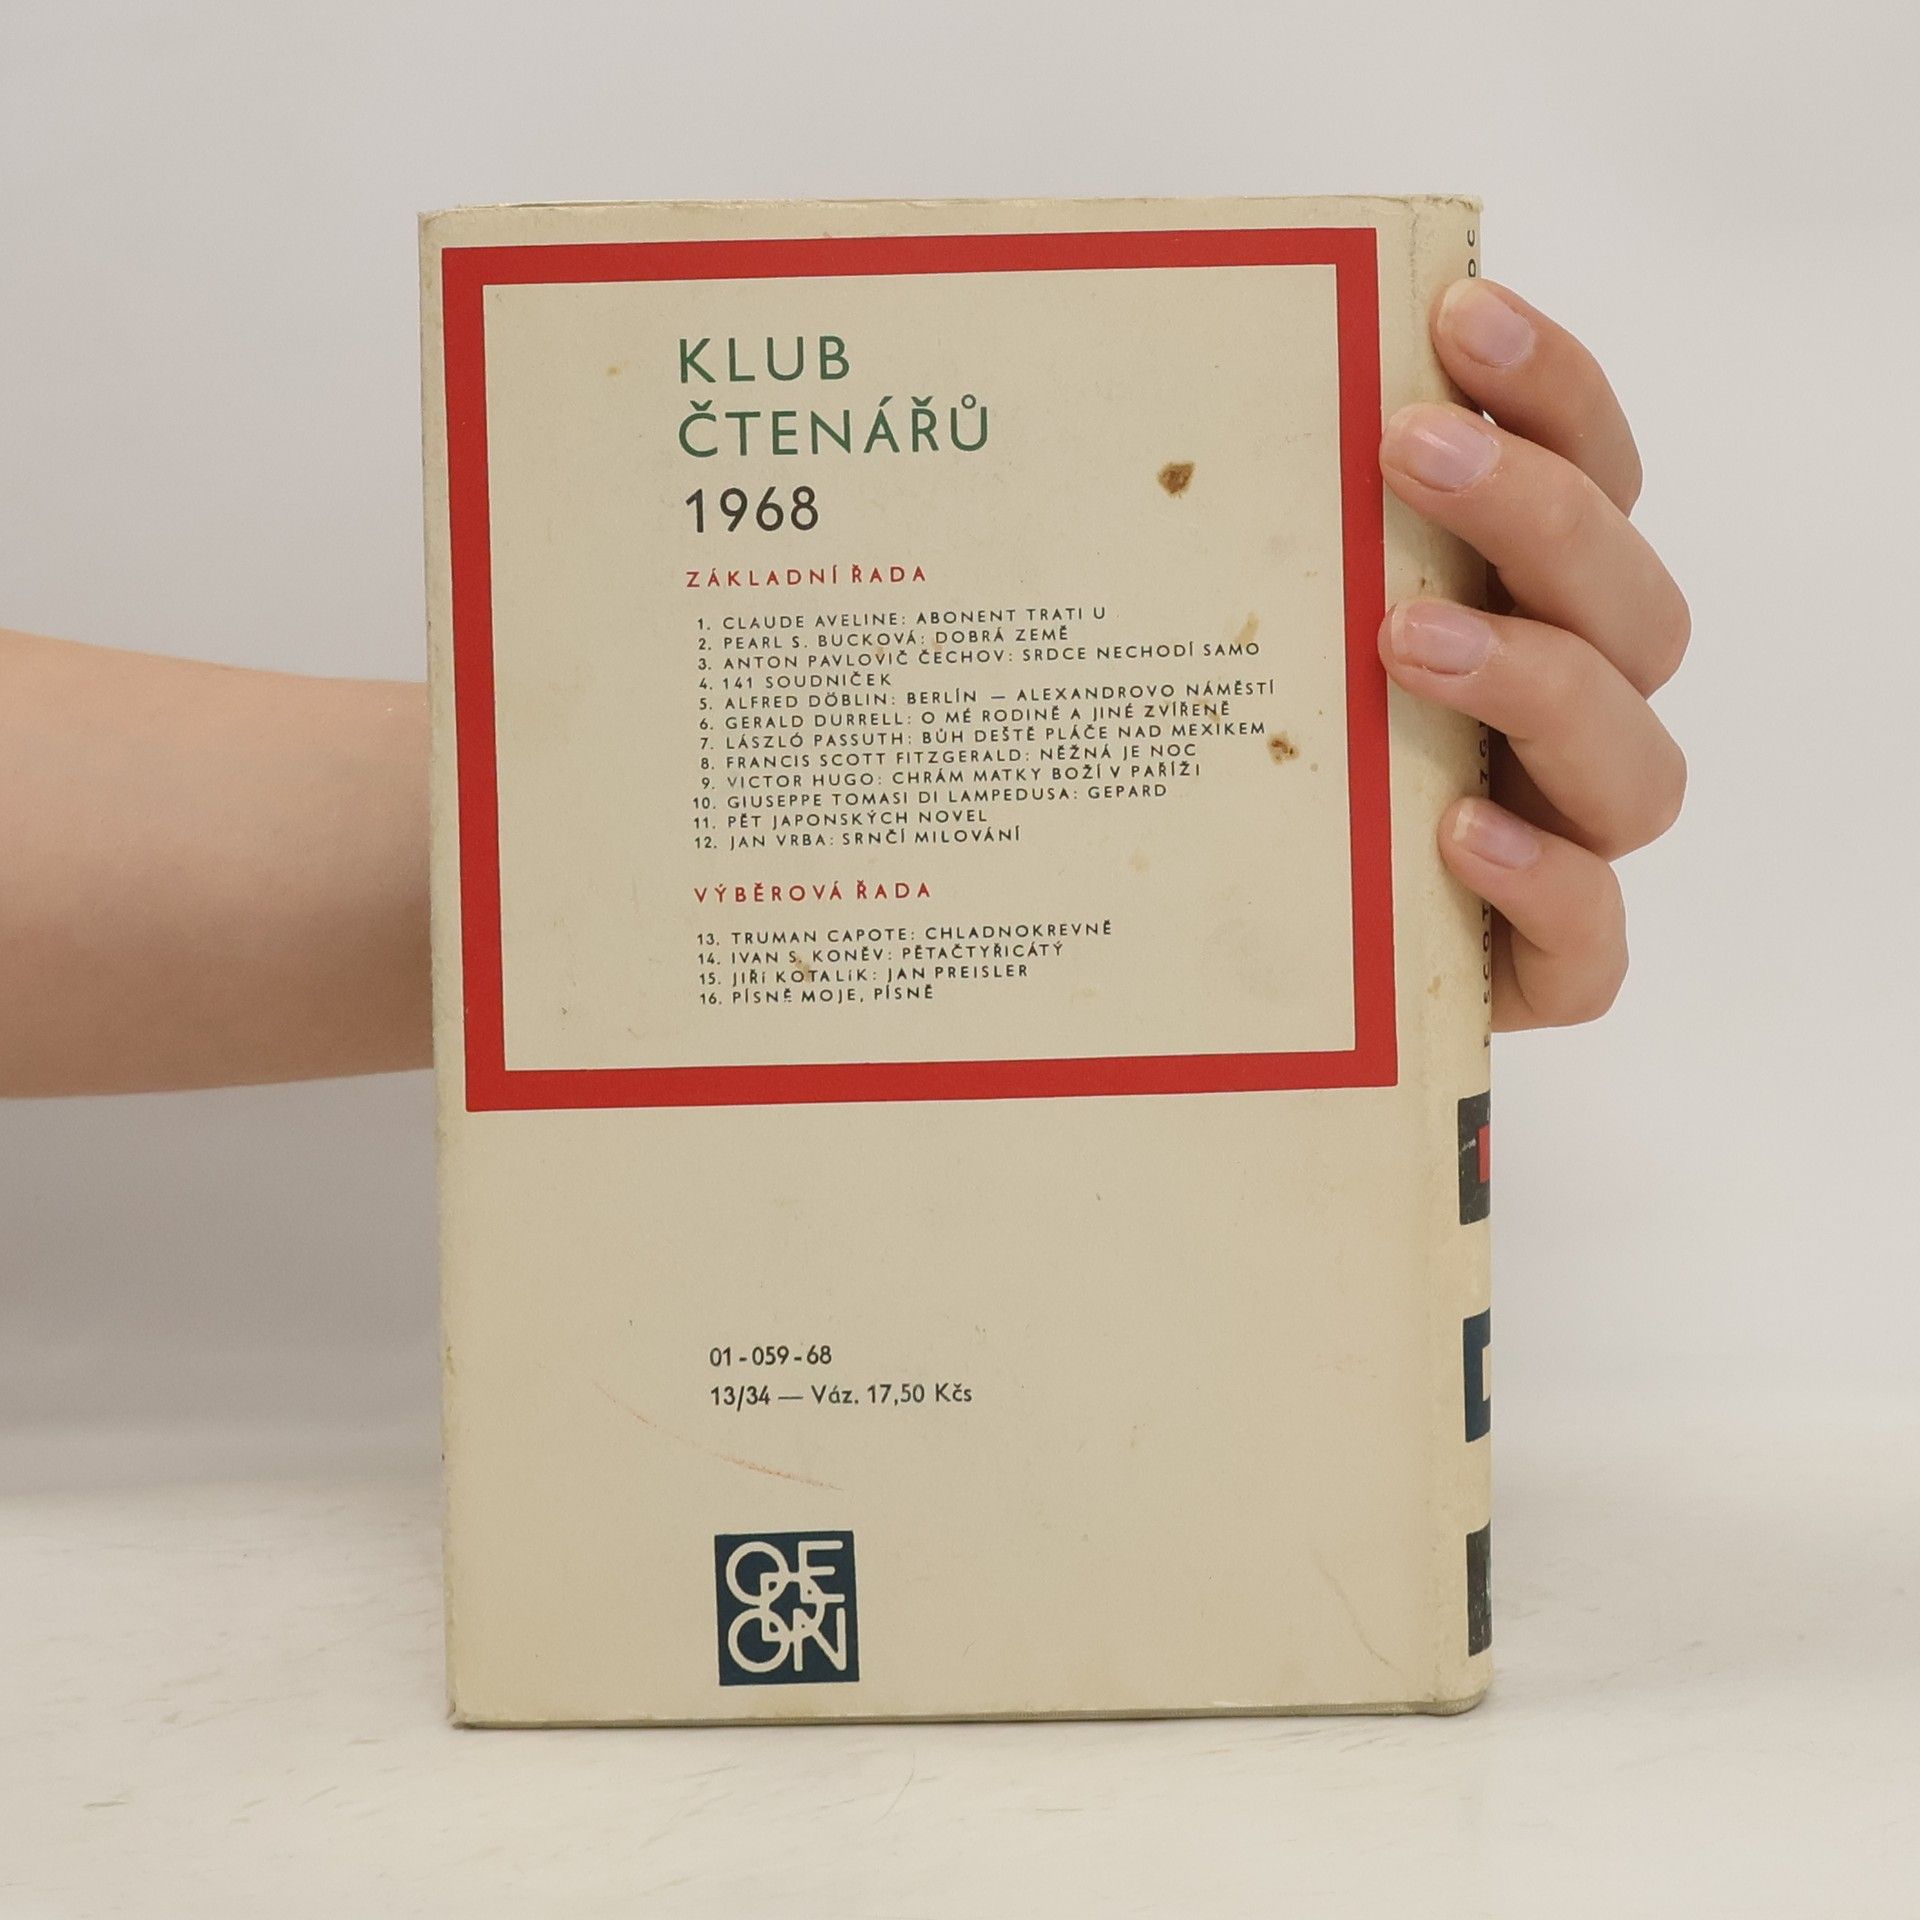 KLUB
ČTENÁŘŮ
1968
ZÁKLADNÍ ŘADA
1. CLAUDE AVELINE: ABONENT TRATI U
2. PEARL S. BUCKOVÁ: DOBRÁ ZEMĚ
3. ANTON PAVLOVIČ ČECHOV: SRDCE NECHODÍ SAMO
4. 141 SOUDNIČEK
5. ALFRED DÖBLIN: BERLÍN — ALEXANDROVO NÁMĚSTÍ
6. GERALD DURRELL: O MÉ RODINĚ A JINÉ ZVÍŘENĚ
7. LÁSZLÓ PASSUTH: BŮH DEŠTĚ PLÁČE NAD MEXIKEM
8. FRANCIS SCOTT FITZGERALD: NĚŽNÁ JE NOC
9. VICTOR HUGO: CHRÁM MATKY BOŽÍ V PAŘÍŽI
10. GIUSEPPE TOMASI DI LAMPEDUSA: GEPARD
11. PĚT JAPONSKÝCH NOVEL
12. JAN VRBA: SRNČÍ MILOVÁNÍ
VÝBĚROVÁ ŘADA
13. TRUMAN CAPOTE: CHLADNOKREVNĚ
14. IVAN S. KONĚV: PĚTAČTYŘICÁTÝ
15. JIŘÍ KOTALÍK: JAN PREISLER
16. PÍSNĚ MOJE, PÍSNĚ
01-059-68
13/34 — Váz. 17,50 Kčs
ODEON